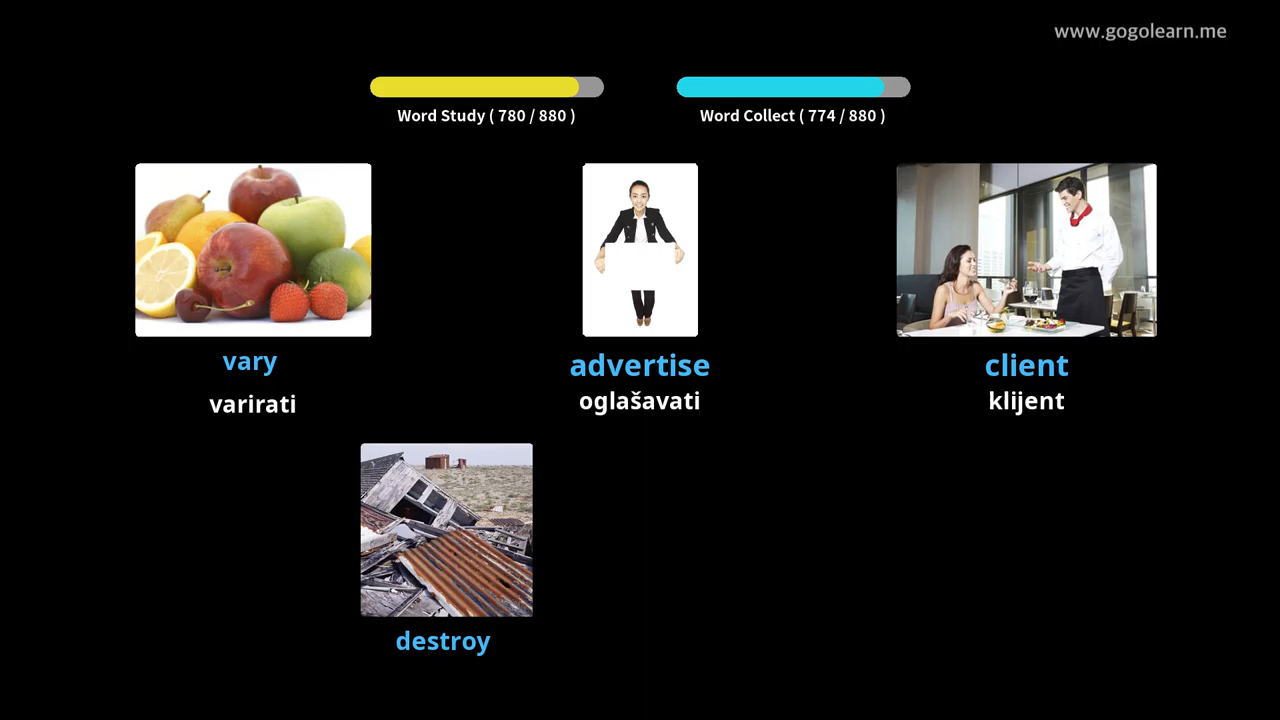 www.gogolearn.me
Word Study ( 780 / 880 )
Word Collect ( 774 / 880 )
vary
varirati
advertise
oglašavati
client
klijent
destroy